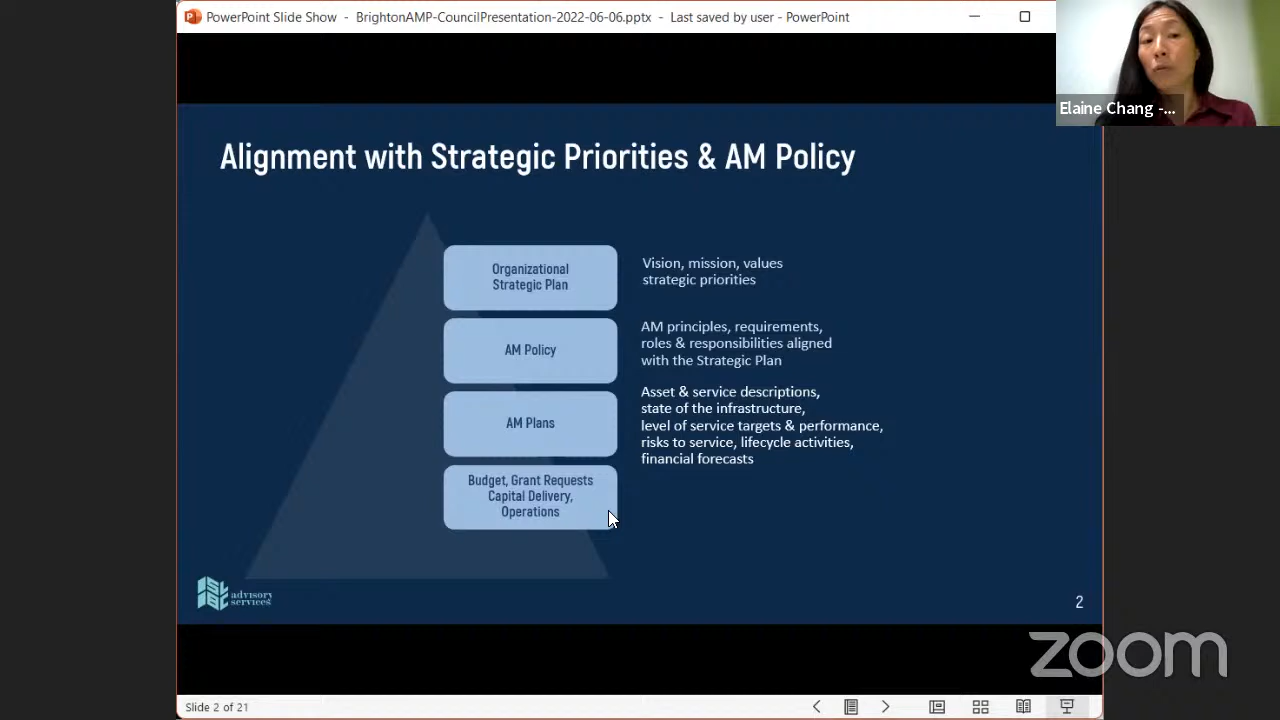 PowerPoint Slide Show - BrightonAMP-CouncilPresentation-2022-06-06.pptx - Last saved by user - PowerPoint
Elaine Chang -...
Alignment with Strategic Priorities & AM Policy
Organizational
Strategic Plan
Vision, mission, values
strategic priorities
AM Policy
AM principles, requirements,
roles & responsibilities aligned
with the Strategic Plan
AM Plans
Asset & service descriptions,
state of the infrastructure,
level of service targets & performance,
risks to service, lifecycle activities,
financial forecasts
Budget, Grant Requests
Capital Delivery,
Operations
advisory
services
2
zoom
Slide 2 of 21